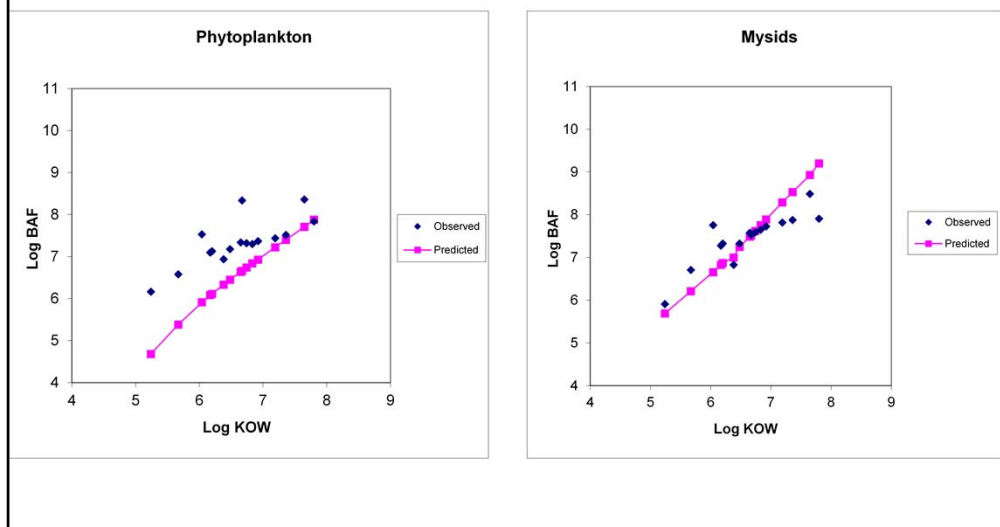 Phytoplankton
11
10
9
8
7
6
5
4
4 5 6 7 8 9
Log BAF
Log KOW
Observed
Predicted
Mysids
11
10
9
8
7
6
5
4
4 5 6 7 8 9
Log BAF
Log KOW
Observed
Predicted